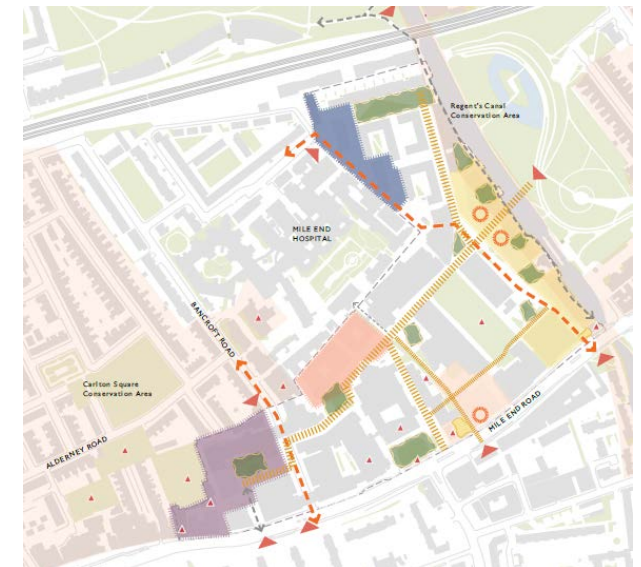 Regent's Canal
Conservation Area
MILE END
HOSPITAL
BANCROFT ROAD
Carlton Square
Conservation Area
ALDERNEY ROAD
MILE END ROAD